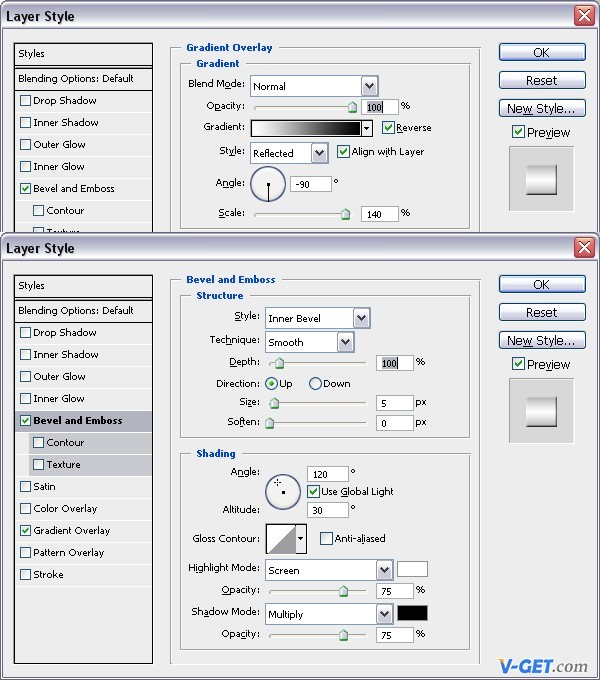 Layer Style
Styles
Blending Options: Default
Drop Shadow
Inner Shadow
Outer Glow
Inner Glow
Bevel and Emboss
Contour
Gradient Overlay
Gradient
Blend Mode: Normal
Opacity: 100 %
Gradient: Reverse
Style: Reflected Align with Layer
Angle: -90 °
Scale: 140 %
OK
Reset
New Style...
Preview
Layer Style
Styles
Blending Options: Default
Drop Shadow
Inner Shadow
Outer Glow
Inner Glow
Bevel and Emboss
Contour
Texture
Satin
Color Overlay
Gradient Overlay
Pattern Overlay
Stroke
Bevel and Emboss
Structure
Style: Inner Bevel
Technique: Smooth
Depth: 100 %
Direction: Up Down
Size: 5 px
Soften: 0 px
Shading
Angle: 120 °
Use Global Light
Altitude: 30 °
Gloss Contour: Anti-aliased
Highlight Mode: Screen
Opacity: 75 %
Shadow Mode: Multiply
Opacity: 75 %
OK
Reset
New Style...
Preview
V-GET.com